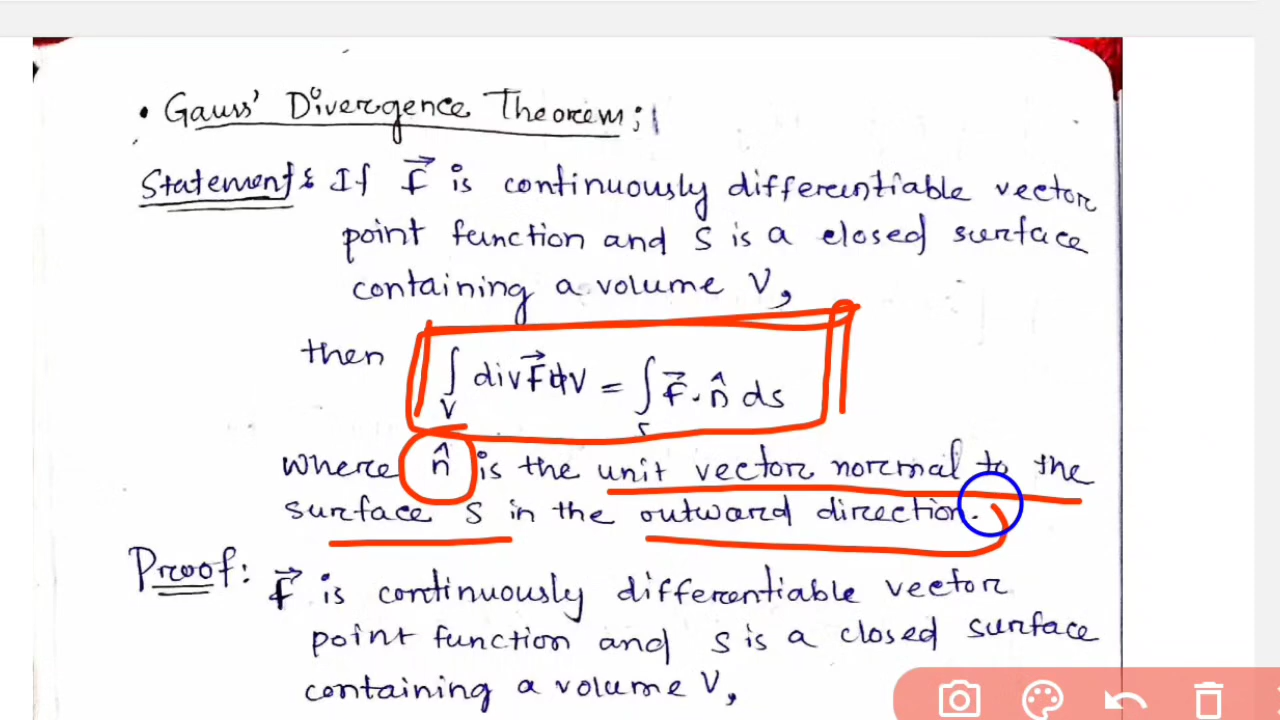 • Gauss' Divergence Theorem;
Statement: If F⃗ is continuously differentiable vector
point function and S is a closed surface
containing a volume V,
then ∫_V div F⃗ dV = ∫_S F⃗ . n̂ ds
where n̂ is the unit vector normal to the
surface S in the outward direction.
Proof: F⃗ is continuously differentiable vector
point function and S is a closed surface
containing a volume V,